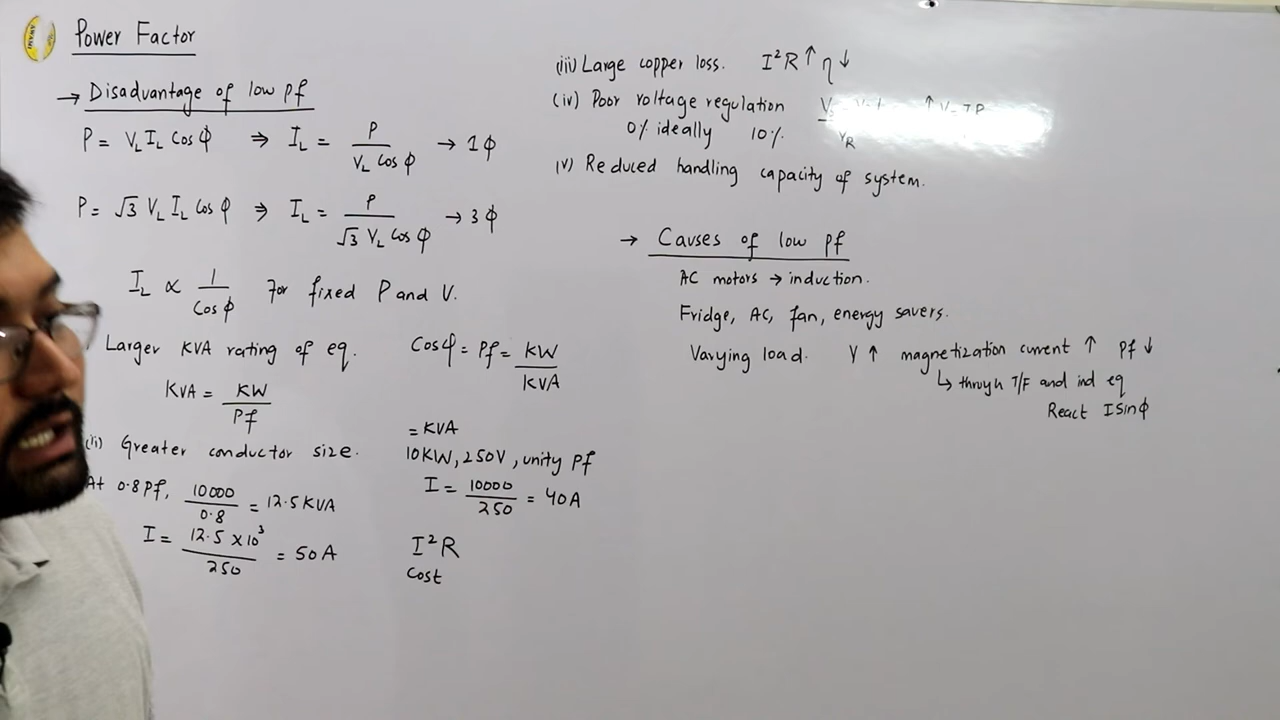 Power Factor
→ Disadvantage of low pf
P = V_L I_L Cos ϕ ⇒ I_L = P / V_L Cos ϕ → 1ϕ
P = √3 V_L I_L Cos ϕ ⇒ I_L = P / √3 V_L Cos ϕ → 3ϕ
I_L ∝ 1 / Cos ϕ For fixed P and V.
Larger KVA rating of eq. Cosϕ = Pf = KW / KVA
KVA = KW / Pf
= KVA
(ii) Greater conductor size.
10KW, 250V, unity Pf
At 0.8 pf, 10000 / 0.8 = 12.5 KVA
I = 10000 / 250 = 40A
I = 12.5 × 10³ / 250 = 50A
I²R
Cost
(iii) Large copper loss. I²R ↑ η ↓
(iv) Poor voltage regulation
0% ideally 10% V_R
(v) Reduced handling capacity of system.
→ Causes of low pf
AC motors → induction.
Fridge, AC, fan, energy savers.
Varying load. V ↑ magnetization current ↑ Pf ↓
↳ throuyh T/F and ind eq
React ISinϕ